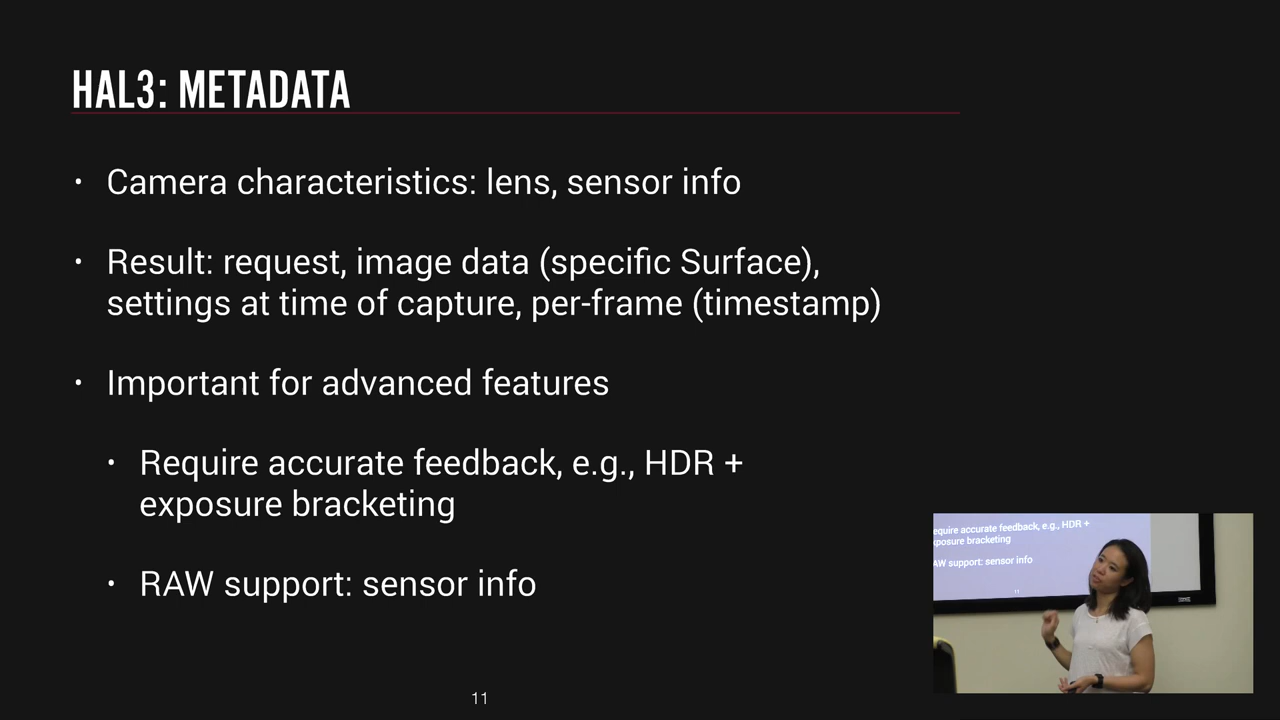 HAL3: METADATA
• Camera characteristics: lens, sensor info
• Result: request, image data (specific Surface),
settings at time of capture, per-frame (timestamp)
• Important for advanced features
• Require accurate feedback, e.g., HDR +
exposure bracketing
• RAW support: sensor info
11
equire accurate feedback, e.g., HDR +
xposure bracketing
AW support: sensor info
11